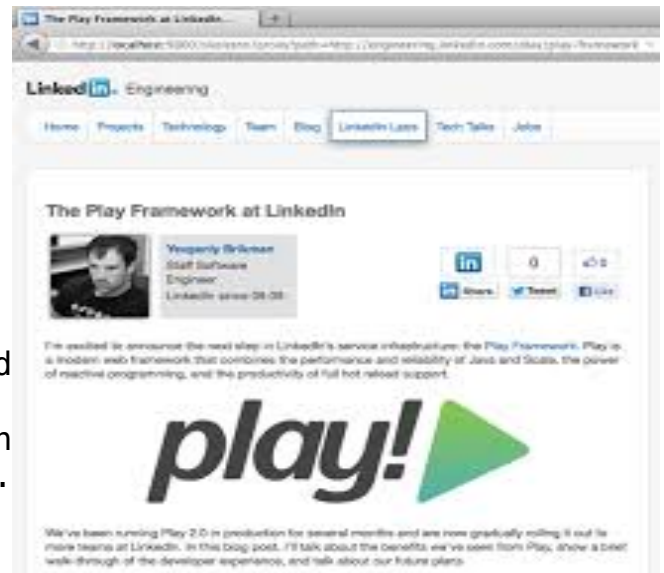 The Play Framework at LinkedIn...
Linked in. Engineering
Home Projects Technology Team Blog LinkedIn Labs Tech Talks Jobs
The Play Framework at LinkedIn
Yevgeniy Brikman
Staff Software
Engineer
LinkedIn since
in 0 0
in Share Tweet Like
I'm excited to announce the next step in LinkedIn's service infrastructure: the Play Framework. Play is
a modern web framework that combines the performance and reliability of Java and Scala, the power
of reactive programming, and the productivity of full hot reload support.
d
n
.
play!
We've been running Play 2.0 in production for several months and are now gradually rolling it out to
more teams at LinkedIn. In this blog post, I'll talk about the benefits we've seen from Play, show a brief
walk-through of the developer experience, and talk about our future plans.